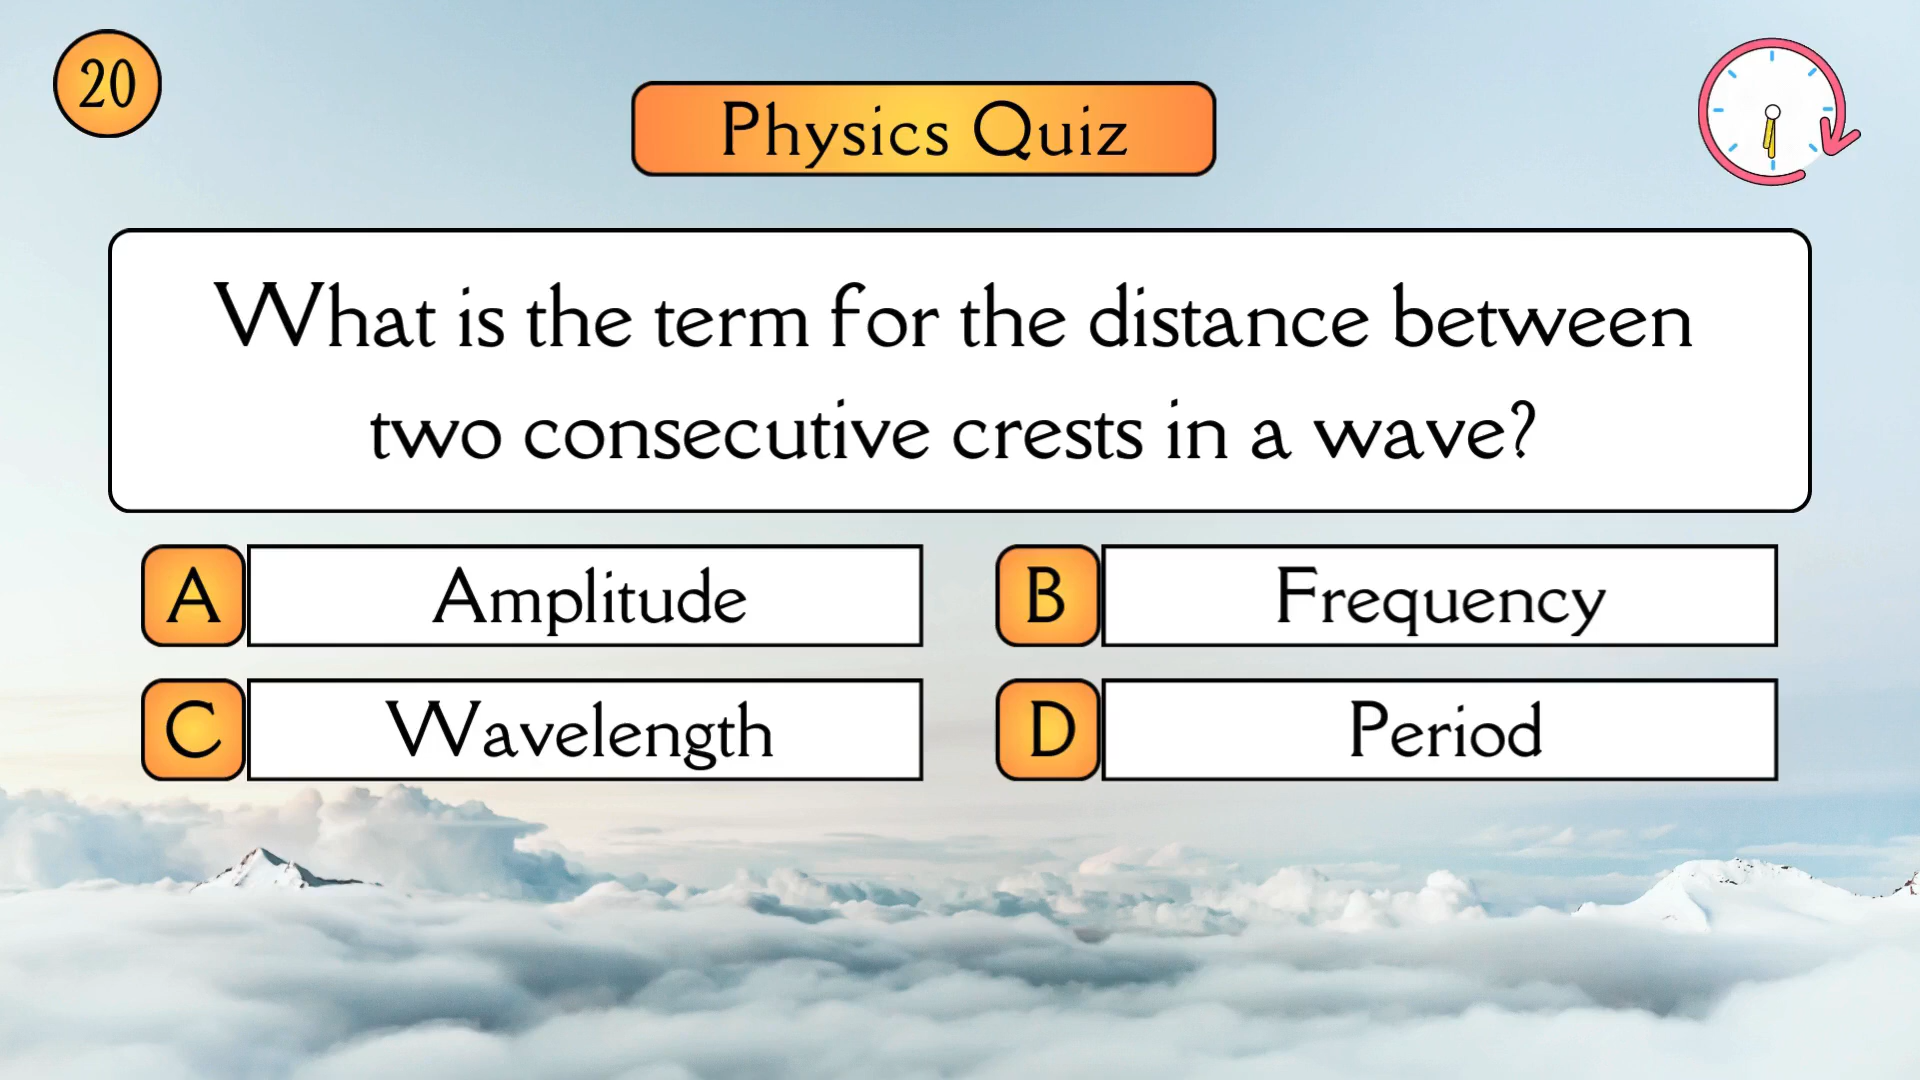 20
Physics Quiz
What is the term for the distance between
two consecutive crests in a wave?
A Amplitude
B Frequency
C Wavelength
D Period